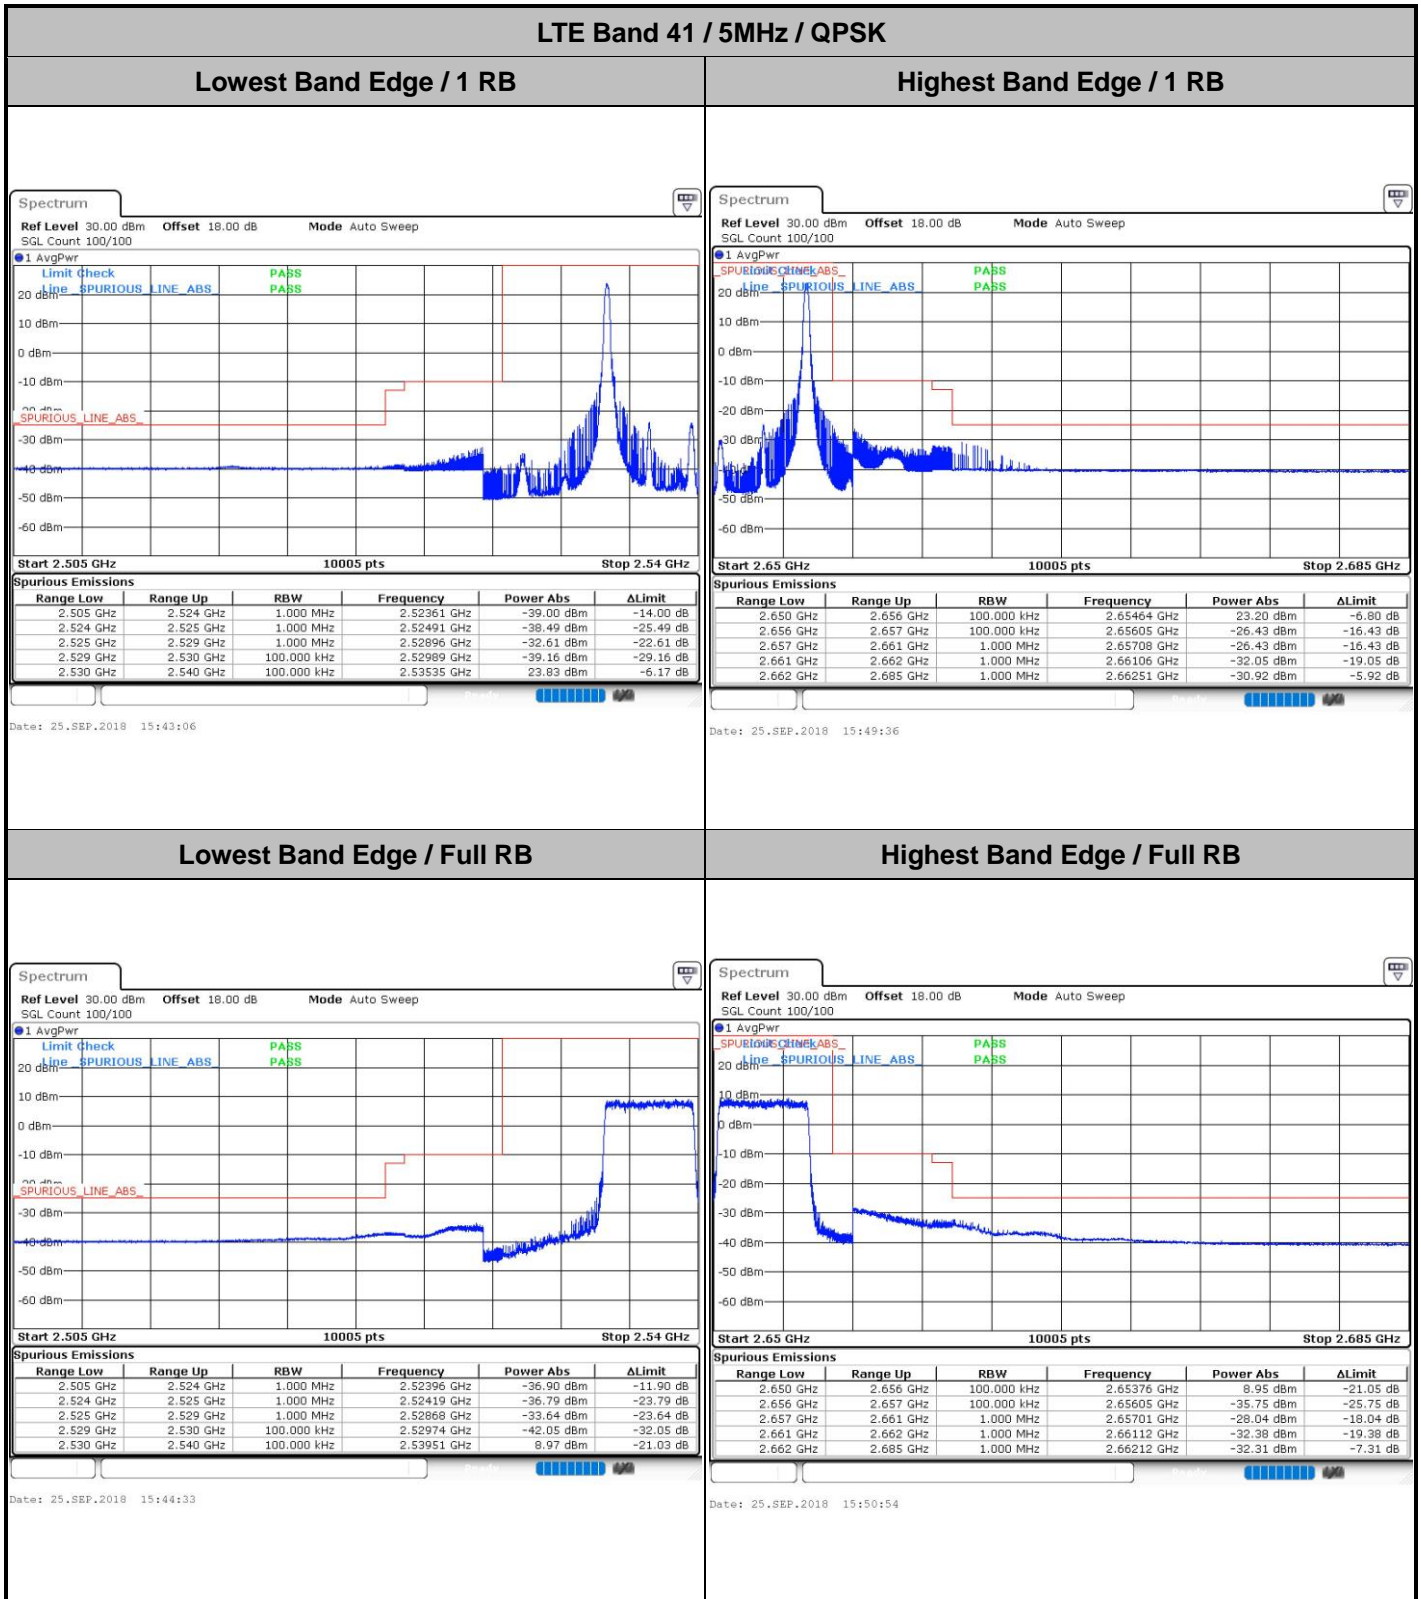 LTE Band 41 / 5MHz / QPSK
Lowest Band Edge / 1 RB
Highest Band Edge / 1 RB
Spectrum
Ref Level 30.00 dBm Offset 18.00 dB Mode Auto Sweep
SGL Count 100/100
1 AvgPwr
Limit Check PASS
Line _SPURIOUS_LINE_ABS_ PASS
20 dBm
10 dBm
0 dBm
-10 dBm
_SPURIOUS_LINE_ABS_
-30 dBm
-40 dBm
-50 dBm
-60 dBm
Start 2.505 GHz 10005 pts Stop 2.54 GHz
Spurious Emissions
Range Low Range Up RBW Frequency Power Abs ΔLimit
2.505 GHz 2.524 GHz 1.000 MHz 2.52361 GHz -39.00 dBm -14.00 dB
2.524 GHz 2.525 GHz 1.000 MHz 2.52491 GHz -38.49 dBm -25.49 dB
2.525 GHz 2.529 GHz 1.000 MHz 2.52896 GHz -32.61 dBm -22.61 dB
2.529 GHz 2.530 GHz 100.000 kHz 2.52989 GHz -39.16 dBm -29.16 dB
2.530 GHz 2.540 GHz 100.000 kHz 2.53535 GHz 23.83 dBm -6.17 dB
Date: 25.SEP.2018 15:43:06
Spectrum
Ref Level 30.00 dBm Offset 18.00 dB Mode Auto Sweep
SGL Count 100/100
1 AvgPwr
_SPURIOUS_LINE_ABS_
Limit Check PASS
Line _SPURIOUS_LINE_ABS_ PASS
20 dBm
10 dBm
0 dBm
-10 dBm
-20 dBm
-30 dBm
-50 dBm
-60 dBm
Start 2.65 GHz 10005 pts Stop 2.685 GHz
Spurious Emissions
Range Low Range Up RBW Frequency Power Abs ΔLimit
2.650 GHz 2.656 GHz 100.000 kHz 2.65464 GHz 23.20 dBm -6.80 dB
2.656 GHz 2.657 GHz 100.000 kHz 2.65605 GHz -26.43 dBm -16.43 dB
2.657 GHz 2.661 GHz 1.000 MHz 2.65708 GHz -26.43 dBm -16.43 dB
2.661 GHz 2.662 GHz 1.000 MHz 2.66106 GHz -32.05 dBm -19.05 dB
2.662 GHz 2.685 GHz 1.000 MHz 2.66251 GHz -30.92 dBm -5.92 dB
Date: 25.SEP.2018 15:49:36
Lowest Band Edge / Full RB
Highest Band Edge / Full RB
Spectrum
Ref Level 30.00 dBm Offset 18.00 dB Mode Auto Sweep
SGL Count 100/100
1 AvgPwr
Limit Check PASS
Line _SPURIOUS_LINE_ABS_ PASS
20 dBm
10 dBm
0 dBm
-10 dBm
_SPURIOUS_LINE_ABS_
-30 dBm
-40 dBm
-50 dBm
-60 dBm
Start 2.505 GHz 10005 pts Stop 2.54 GHz
Spurious Emissions
Range Low Range Up RBW Frequency Power Abs ΔLimit
2.505 GHz 2.524 GHz 1.000 MHz 2.52396 GHz -36.90 dBm -11.90 dB
2.524 GHz 2.525 GHz 1.000 MHz 2.52419 GHz -36.79 dBm -23.79 dB
2.525 GHz 2.529 GHz 1.000 MHz 2.52868 GHz -33.64 dBm -23.64 dB
2.529 GHz 2.530 GHz 100.000 kHz 2.52974 GHz -42.05 dBm -32.05 dB
2.530 GHz 2.540 GHz 100.000 kHz 2.53951 GHz 8.97 dBm -21.03 dB
Date: 25.SEP.2018 15:44:33
Spectrum
Ref Level 30.00 dBm Offset 18.00 dB Mode Auto Sweep
SGL Count 100/100
1 AvgPwr
_SPURIOUS_LINE_ABS_
Limit Check PASS
Line _SPURIOUS_LINE_ABS_ PASS
20 dBm
10 dBm
0 dBm
-10 dBm
-20 dBm
-30 dBm
-40 dBm
-50 dBm
-60 dBm
Start 2.65 GHz 10005 pts Stop 2.685 GHz
Spurious Emissions
Range Low Range Up RBW Frequency Power Abs ΔLimit
2.650 GHz 2.656 GHz 100.000 kHz 2.65376 GHz 8.95 dBm -21.05 dB
2.656 GHz 2.657 GHz 100.000 kHz 2.65605 GHz -35.75 dBm -25.75 dB
2.657 GHz 2.661 GHz 1.000 MHz 2.65701 GHz -28.04 dBm -18.04 dB
2.661 GHz 2.662 GHz 1.000 MHz 2.66112 GHz -32.38 dBm -19.38 dB
2.662 GHz 2.685 GHz 1.000 MHz 2.66212 GHz -32.31 dBm -7.31 dB
Date: 25.SEP.2018 15:50:54